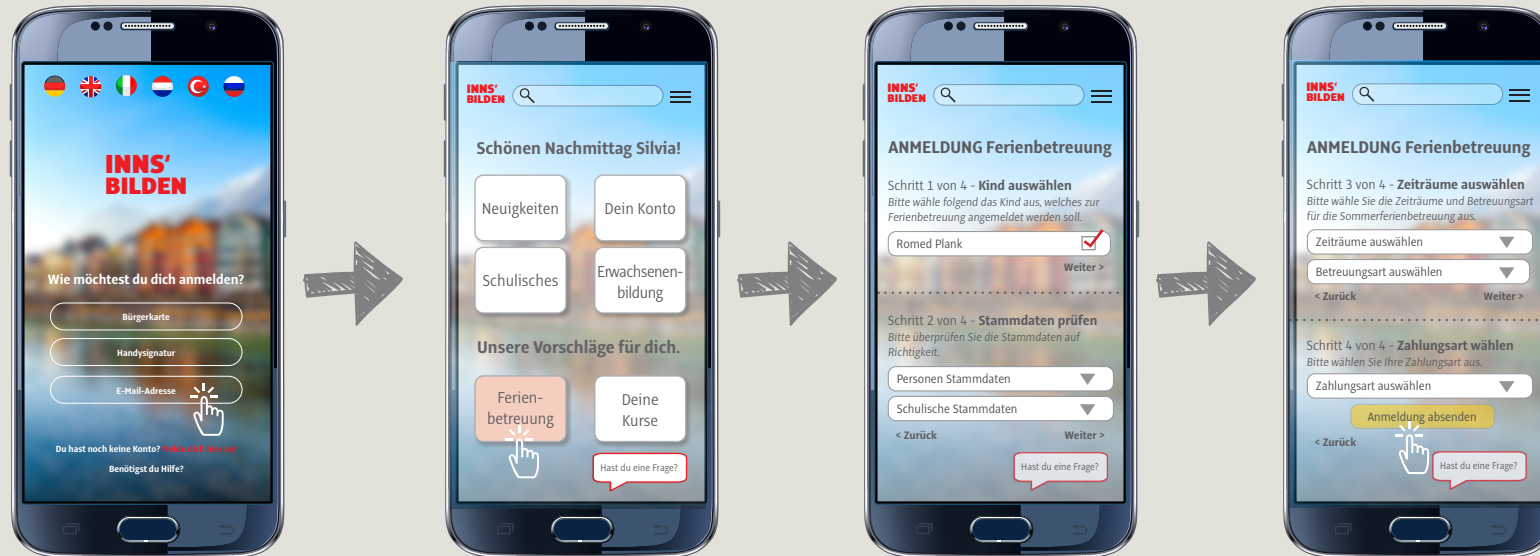 INNS'
BILDEN
Wie möchtest du dich anmelden?
Bürgerkarte
Handysignatur
E-Mail-Adresse
Du hast noch keine Konto?
Benötigst du Hilfe?
INNS'
BILDEN
Schönen Nachmittag Silvia!
Neuigkeiten
Dein Konto
Schulisches
Erwachsenen-
bildung
Unsere Vorschläge für dich.
Ferien-
betreuung
Deine
Kurse
Hast du eine Frage?
INNS'
BILDEN
ANMELDUNG Ferienbetreuung
Schritt 1 von 4 - Kind auswählen
Bitte wähle folgend das Kind aus, welches zur
Ferienbetreuung angemeldet werden soll.
Romed Plank
Weiter >
Schritt 2 von 4 - Stammdaten prüfen
Bitte überprüfen Sie die Stammdaten auf
Richtigkeit.
Personen Stammdaten
Schulische Stammdaten
< Zurück Weiter >
Hast du eine Frage?
INNS'
BILDEN
ANMELDUNG Ferienbetreuung
Schritt 3 von 4 - Zeiträume auswählen
Bitte wähle Sie die Zeiträume und Betreuungsart
für die Sommerferienbetreuung aus.
Zeiträume auswählen
Betreuungsart auswählen
< Zurück Weiter >
Schritt 4 von 4 - Zahlungsart wählen
Bitte wählen Sie Ihre Zahlungsart aus.
Zahlungsart auswählen
Anmeldung absenden
< Zurück
Hast du eine Frage?